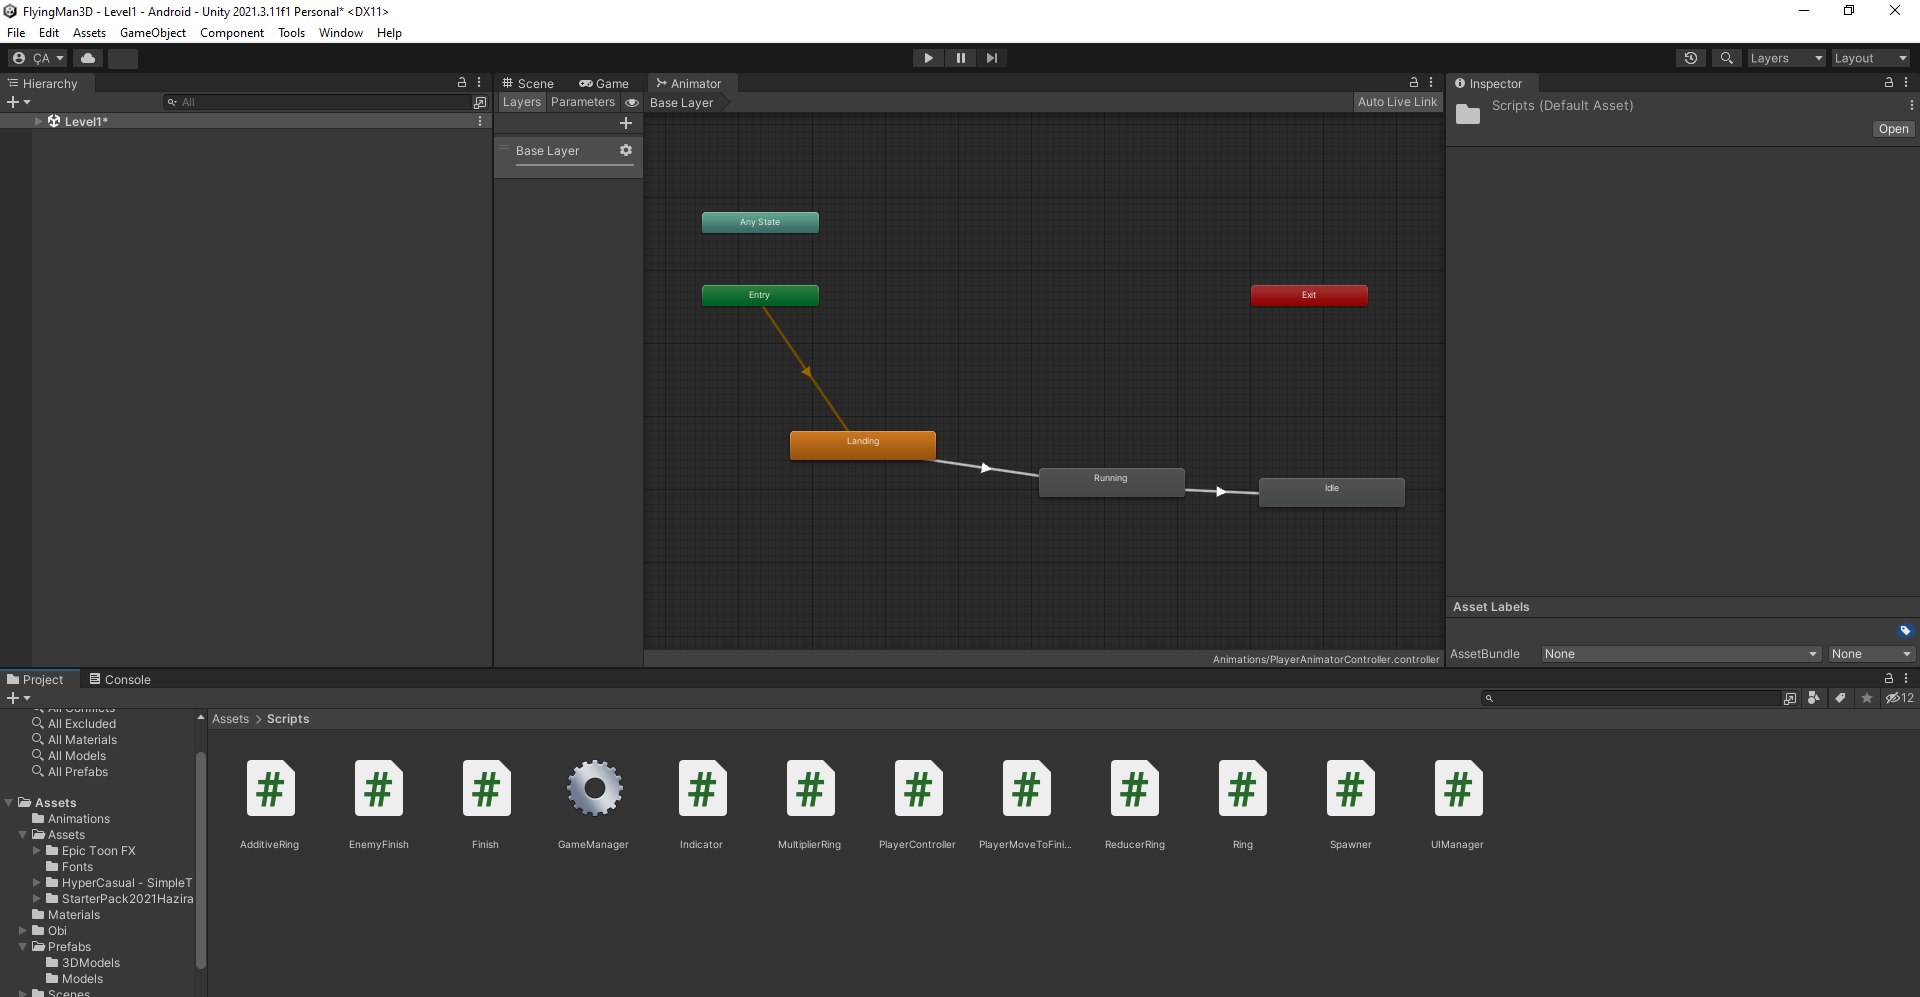 FlyingMan3D - Level1 - Android - Unity 2021.3.11f1 Personal* <DX11>
File Edit Assets GameObject Component Tools Window Help
ÇA
Layers Layout
Hierarchy
All
Level1*
Scene Game Animator
Layers Parameters Base Layer Auto Live Link
Base Layer
Any State
Entry
Exit
Landing
Running
Idle
Animations/PlayerAnimatorController.controller
Inspector
Scripts (Default Asset)
Open
Asset Labels
AssetBundle None None
Project Console
12
All Conflicts
All Excluded
All Materials
All Models
All Prefabs
Assets
Animations
Assets
Epic Toon FX
Fonts
HyperCasual - SimpleT
StarterPack2021Hazira
Materials
Obi
Prefabs
3DModels
Models
Scenes
Assets > Scripts
AdditiveRing EnemyFinish Finish GameManager Indicator MultiplierRing PlayerController PlayerMoveToFini... ReducerRing Ring Spawner UIManager